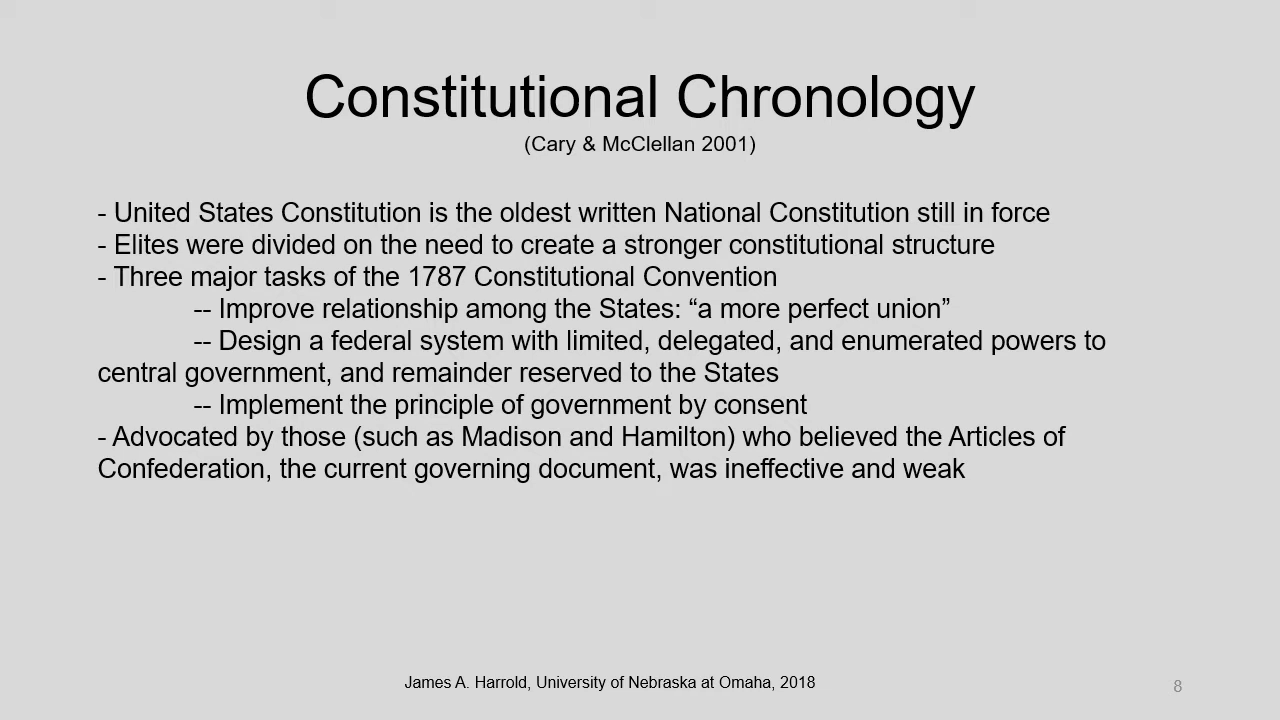 Constitutional Chronology
(Cary & McClellan 2001)
- United States Constitution is the oldest written National Constitution still in force
- Elites were divided on the need to create a stronger constitutional structure
- Three major tasks of the 1787 Constitutional Convention
-- Improve relationship among the States: “a more perfect union”
-- Design a federal system with limited, delegated, and enumerated powers to
central government, and remainder reserved to the States
-- Implement the principle of government by consent
- Advocated by those (such as Madison and Hamilton) who believed the Articles of
Confederation, the current governing document, was ineffective and weak
James A. Harrold, University of Nebraska at Omaha, 2018
8